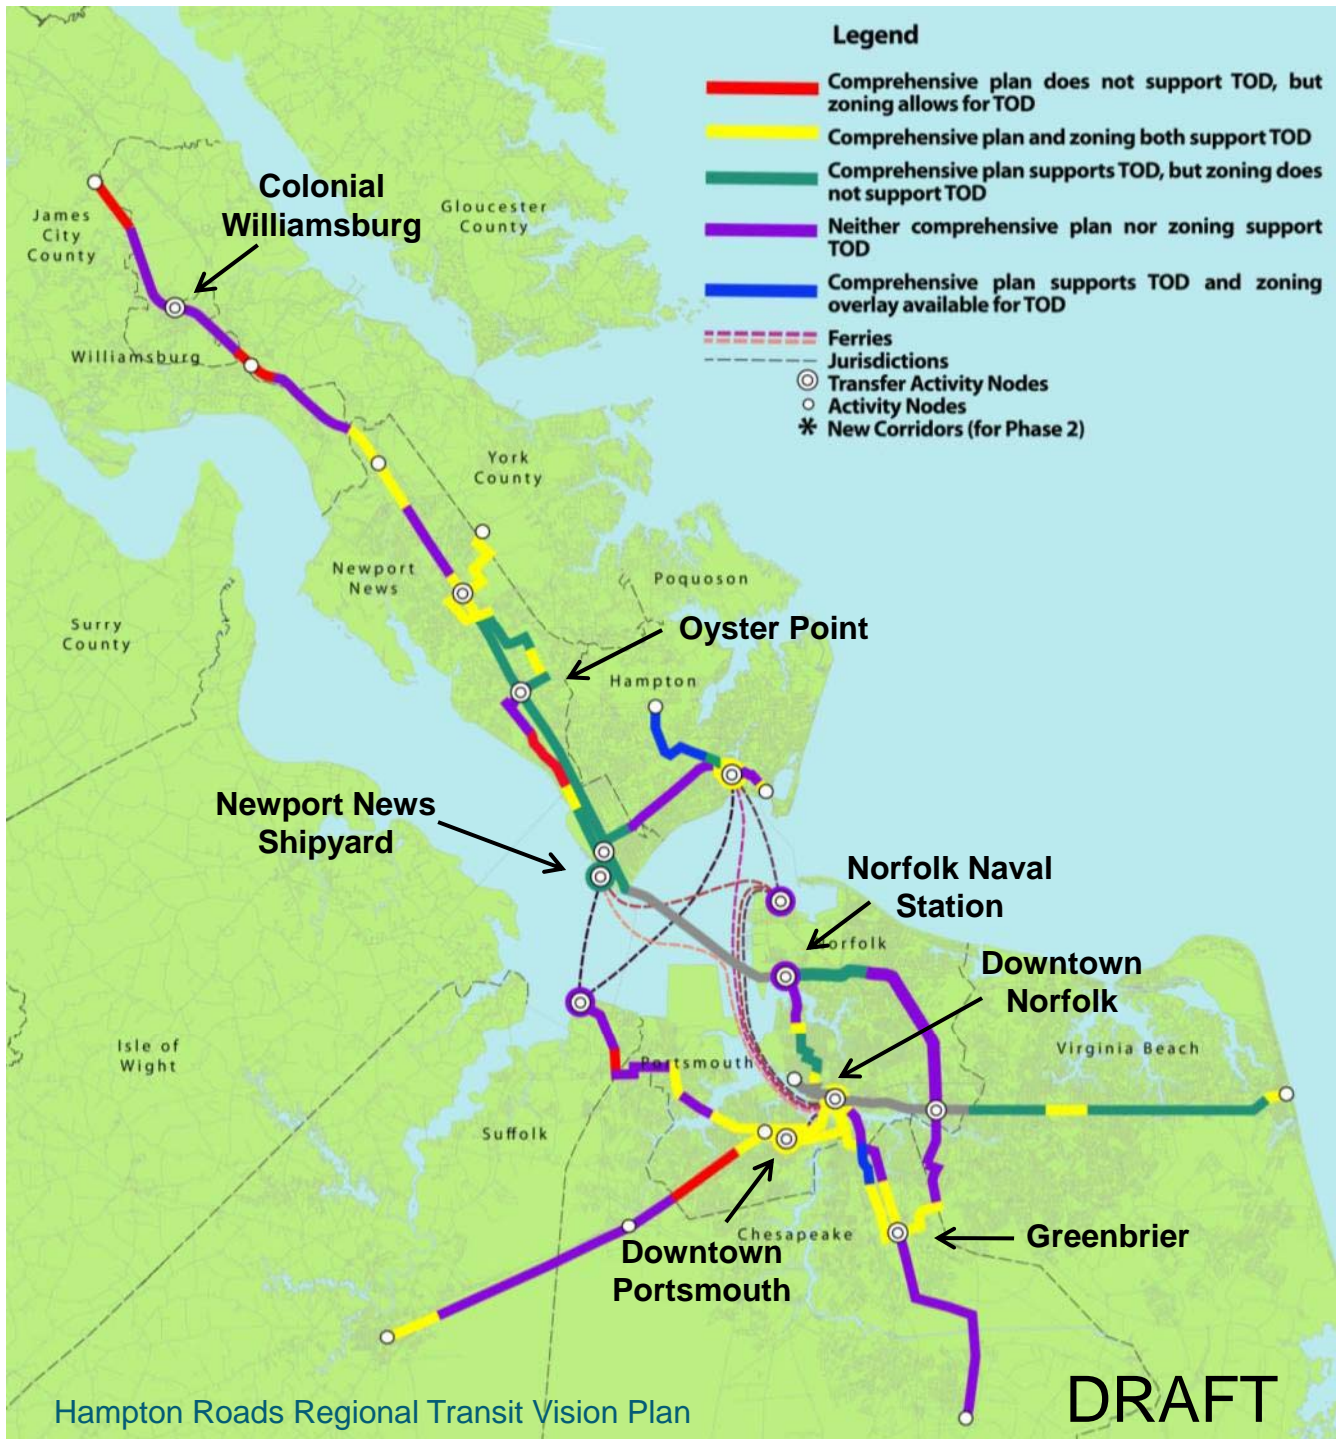 Legend
Comprehensive plan does not support TOD, but
zoning allows for TOD
Comprehensive plan and zoning both support TOD
Comprehensive plan supports TOD, but zoning does
not support TOD
Neither comprehensive plan nor zoning support
TOD
Comprehensive plan supports TOD and zoning
overlay available for TOD
Ferries
Jurisdictions
Transfer Activity Nodes
Activity Nodes
* New Corridors (for Phase 2)
Colonial
Williamsburg
James
City
County
Gloucester
County
Williamsburg
York
County
Newport
News
Poquoson
Surry
County
Oyster Point
Hampton
Newport News
Shipyard
Norfolk Naval
Station
Norfolk
Downtown
Norfolk
Isle of
Wight
Portsmouth
Virginia Beach
Suffolk
Chesapeake
Greenbrier
Downtown
Portsmouth
Hampton Roads Regional Transit Vision Plan
DRAFT